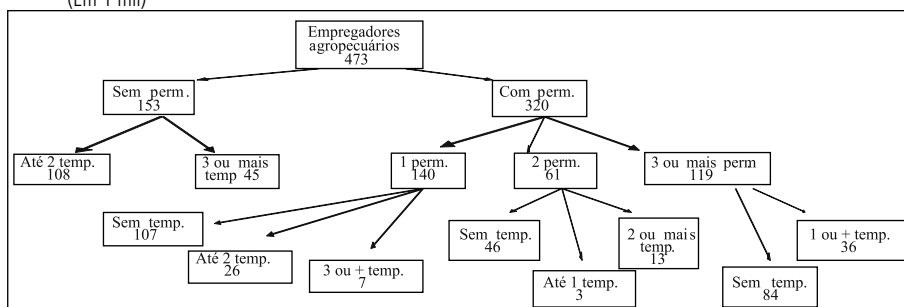 (Em 1 mil)
Empregadores
agropecuários
473
Sem perm.
153
Com perm.
320
Até 2 temp.
108
3 ou mais
temp 45
1 perm.
140
2 perm.
61
3 ou mais perm
119
Sem temp.
107
Até 2 temp.
26
3 ou + temp.
7
Sem temp.
46
Até 1 temp.
3
2 ou mais
temp.
13
Sem temp.
84
1 ou + temp.
36